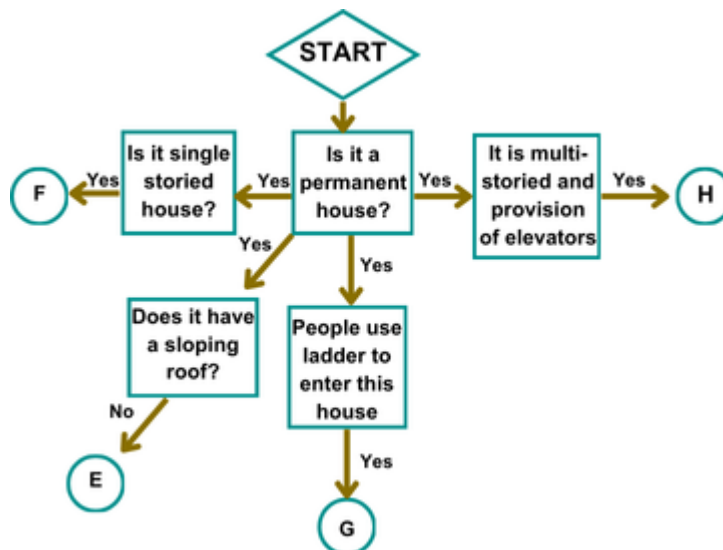 START
Is it single
storied
house?
Is it a
permanent
house?
It is multi-
storied and
provision
of elevators
F
Yes
Yes
Yes
Yes
H
Yes
Yes
Does it have
a sloping
roof?
People use
ladder to
enter this
house
No
E
Yes
G